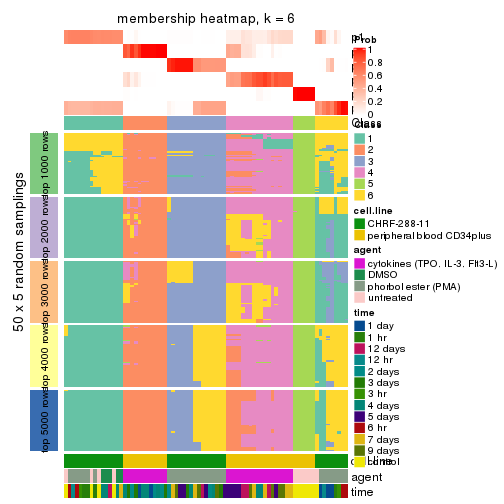 membership heatmap, k = 6
50 x 5 random samplings
top 1000 rows
top 2000 rows
top 3000 rows
top 4000 rows
top 5000 rows
Prob
1
0.8
0.6
0.4
0.2
0
Class
Class
1
2
3
4
5
6
cell.line
CHRF-288-11
peripheral blood CD34plus
agent
cytokines (TPO, IL-3, Flt3-L)
DMSO
phorbol ester (PMA)
untreated
time
1 day
1 hr
12 days
12 hr
2 days
3 days
3 hr
4 days
5 days
6 hr
7 days
9 days
control
cell.line
agent
time